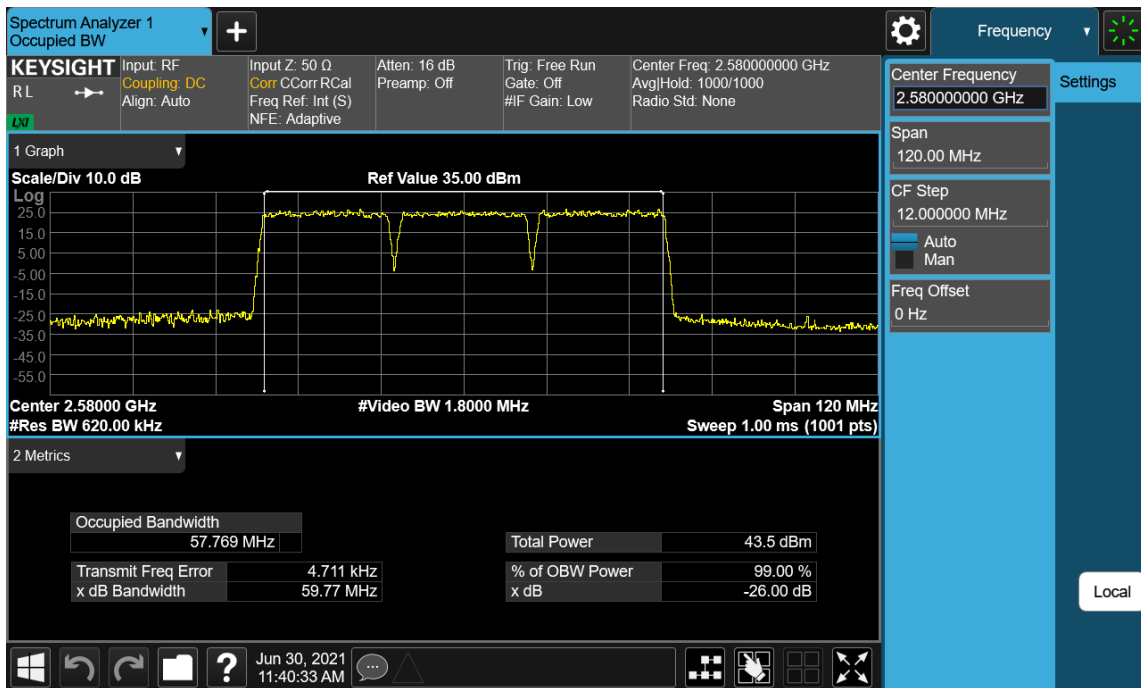 Spectrum Analyzer 1
Occupied BW
+
Frequency
KEYSIGHT
RL
LXI
Input: RF
Coupling: DC
Align: Auto
Input Z: 50 Ω
Corr CCorr RCal
Freq Ref: Int (S)
NFE: Adaptive
Atten: 16 dB
Preamp: Off
Trig: Free Run
Gate: Off
#IF Gain: Low
Center Freq: 2.580000000 GHz
Avg|Hold: 1000/1000
Radio Std: None
Center Frequency
2.580000000 GHz
Settings
Span
120.00 MHz
CF Step
12.000000 MHz
Auto
Man
Freq Offset
0 Hz
1 Graph
Scale/Div 10.0 dB
Ref Value 35.00 dBm
Log
25.0
15.0
5.00
-5.00
-15.0
-25.0
-35.0
-45.0
-55.0
Center 2.58000 GHz
#Video BW 1.8000 MHz
Span 120 MHz
#Res BW 620.00 kHz
Sweep 1.00 ms (1001 pts)
2 Metrics
Occupied Bandwidth
57.769 MHz
Total Power 43.5 dBm
Transmit Freq Error 4.711 kHz
% of OBW Power 99.00 %
x dB Bandwidth 59.77 MHz
x dB -26.00 dB
Local
?
Jun 30, 2021
11:40:33 AM